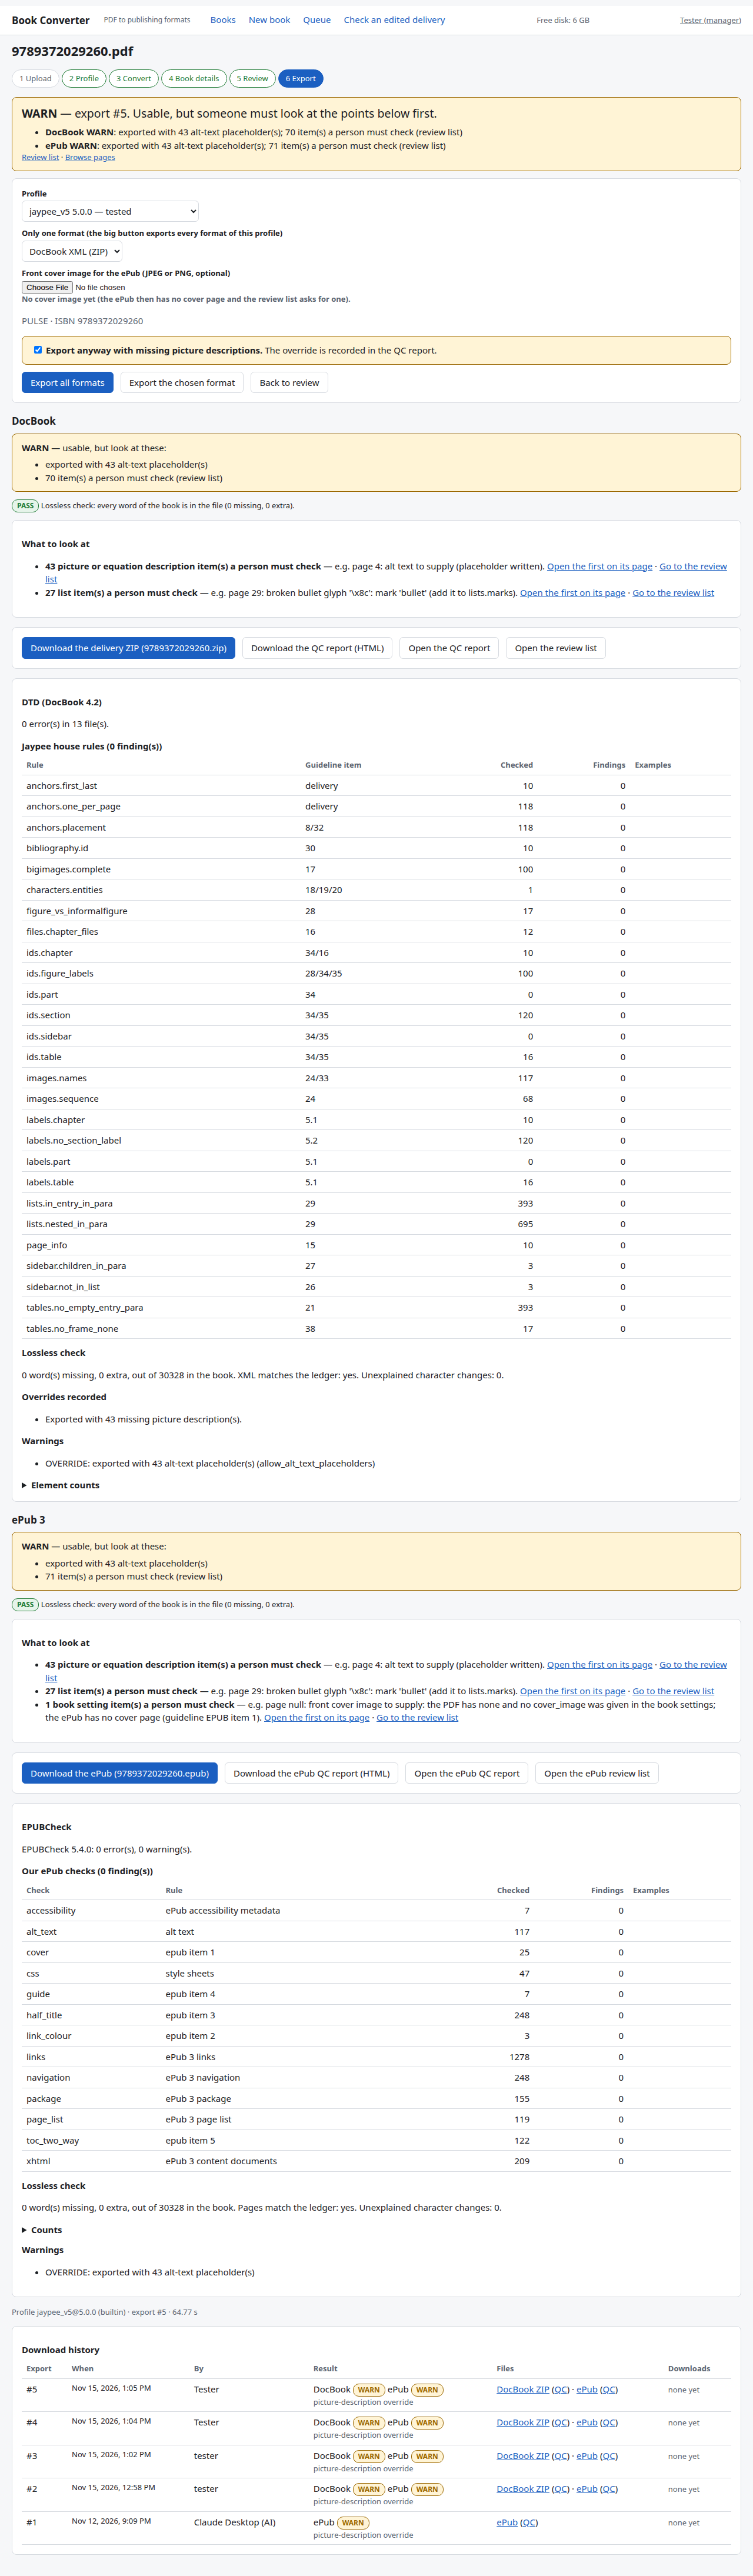 Book Converter PDF to publishing formats Books New book Queue Check an edited delivery Free disk: 6 GB Tester (manager)
9789372029260.pdf
1 Upload 2 Profile 3 Convert 4 Book details 5 Review 6 Export
WARN — export #5. Usable, but someone must look at the points below first.
• DocBook WARN: exported with 43 alt-text placeholder(s); 70 item(s) a person must check (review list)
• ePub WARN: exported with 43 alt-text placeholder(s); 71 item(s) a person must check (review list)
Review list · Browse pages
Profile
jaypee_v5 5.0.0 — tested
Only one format (the big button exports every format of this profile)
DocBook XML (ZIP)
Front cover image for the ePub (JPEG or PNG, optional)
Choose File No file chosen
No cover image yet (the ePub then has no cover page and the review list asks for one).
PULSE · ISBN 9789372029260
Export anyway with missing picture descriptions. The override is recorded in the QC report.
Export all formats Export the chosen format Back to review
DocBook
WARN — usable, but look at these:
• exported with 43 alt-text placeholder(s)
• 70 item(s) a person must check (review list)
PASS Lossless check: every word of the book is in the file (0 missing, 0 extra).
What to look at
• 43 picture or equation description item(s) a person must check — e.g. page 4: alt text to supply (placeholder written). Open the first on its page · Go to the review
list
• 27 list item(s) a person must check — e.g. page 29: broken bullet glyph '\x8c': mark 'bullet' (add it to lists.marks). Open the first on its page · Go to the review list
Download the delivery ZIP (9789372029260.zip) Download the QC report (HTML) Open the QC report Open the review list
DTD (DocBook 4.2)
0 error(s) in 13 file(s).
Jaypee house rules (0 finding(s))
Rule Guideline item Checked Findings Examples
anchors.first_last delivery 10 0
anchors.one_per_page delivery 118 0
anchors.placement 8/32 118 0
bibliography.id 30 10 0
bigimages.complete 17 100 0
characters.entities 18/19/20 1 0
figure_vs_informalfigure 28 17 0
files.chapter_files 16 12 0
ids.chapter 34/16 10 0
ids.figure_labels 28/34/35 100 0
ids.part 34 0 0
ids.section 34/35 120 0
ids.sidebar 34/35 0 0
ids.table 34/35 16 0
images.names 24/33 117 0
images.sequence 24 68 0
labels.chapter 5.1 10 0
labels.no_section_label 5.2 120 0
labels.part 5.1 0 0
labels.table 5.1 16 0
lists.in_entry_in_para 29 393 0
lists.nested_in_para 29 695 0
page_info 15 10 0
sidebar.children_in_para 27 3 0
sidebar.not_in_list 26 3 0
tables.no_empty_entry_para 21 393 0
tables.no_frame_none 38 17 0
Lossless check
0 word(s) missing, 0 extra, out of 30328 in the book. XML matches the ledger: yes. Unexplained character changes: 0.
Overrides recorded
• Exported with 43 missing picture description(s).
Warnings
• OVERRIDE: exported with 43 alt-text placeholder(s) (allow_alt_text_placeholders)
▶ Element counts
ePub 3
WARN — usable, but look at these:
• exported with 43 alt-text placeholder(s)
• 71 item(s) a person must check (review list)
PASS Lossless check: every word of the book is in the file (0 missing, 0 extra).
What to look at
• 43 picture or equation description item(s) a person must check — e.g. page 4: alt text to supply (placeholder written). Open the first on its page · Go to the review
list
• 27 list item(s) a person must check — e.g. page 29: broken bullet glyph '\x8c': mark 'bullet' (add it to lists.marks). Open the first on its page · Go to the review list
• 1 book setting item(s) a person must check — e.g. page null: front cover image to supply: the PDF has none and no cover_image was given in the book settings;
the ePub has no cover page (guideline EPUB item 1). Open the first on its page · Go to the review list
Download the ePub (9789372029260.epub) Download the ePub QC report (HTML) Open the ePub QC report Open the ePub review list
EPUBCheck
EPUBCheck 5.4.0: 0 error(s), 0 warning(s).
Our ePub checks (0 finding(s))
Check Rule Checked Findings Examples
accessibility ePub accessibility metadata 7 0
alt_text alt text 117 0
cover epub item 1 25 0
css style sheets 47 0
guide epub item 4 7 0
half_title epub item 3 248 0
link_colour epub item 2 3 0
links ePub 3 links 1278 0
navigation ePub 3 navigation 248 0
package ePub 3 package 155 0
page_list ePub 3 page list 119 0
toc_two_way epub item 5 122 0
xhtml ePub 3 content documents 209 0
Lossless check
0 word(s) missing, 0 extra, out of 30328 in the book. Pages match the ledger: yes. Unexplained character changes: 0.
▶ Counts
Warnings
• OVERRIDE: exported with 43 alt-text placeholder(s)
Profile jaypee_v5@5.0.0 (builtin) · export #5 · 64.77 s
Download history
Export When By Result Files Downloads
#5 Nov 15, 2026, 1:05 PM Tester DocBook WARN ePub WARN DocBook ZIP (QC) · ePub (QC) none yet
picture-description override
#4 Nov 15, 2026, 1:04 PM Tester DocBook WARN ePub WARN DocBook ZIP (QC) · ePub (QC) none yet
picture-description override
#3 Nov 15, 2026, 1:02 PM tester DocBook WARN ePub WARN DocBook ZIP (QC) · ePub (QC) none yet
picture-description override
#2 Nov 15, 2026, 12:58 PM tester DocBook WARN ePub WARN DocBook ZIP (QC) · ePub (QC) none yet
picture-description override
#1 Nov 12, 2026, 9:09 PM Claude Desktop (AI) ePub WARN ePub (QC) none yet
picture-description override